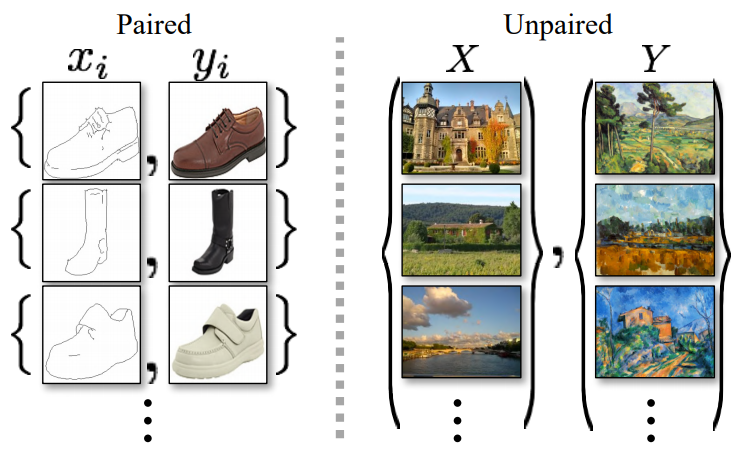 Paired
Unpaired
x_i
y_i
X
Y
{ , }
{ , }
{ , }
{ } , { }
⋮
⋮
⋮